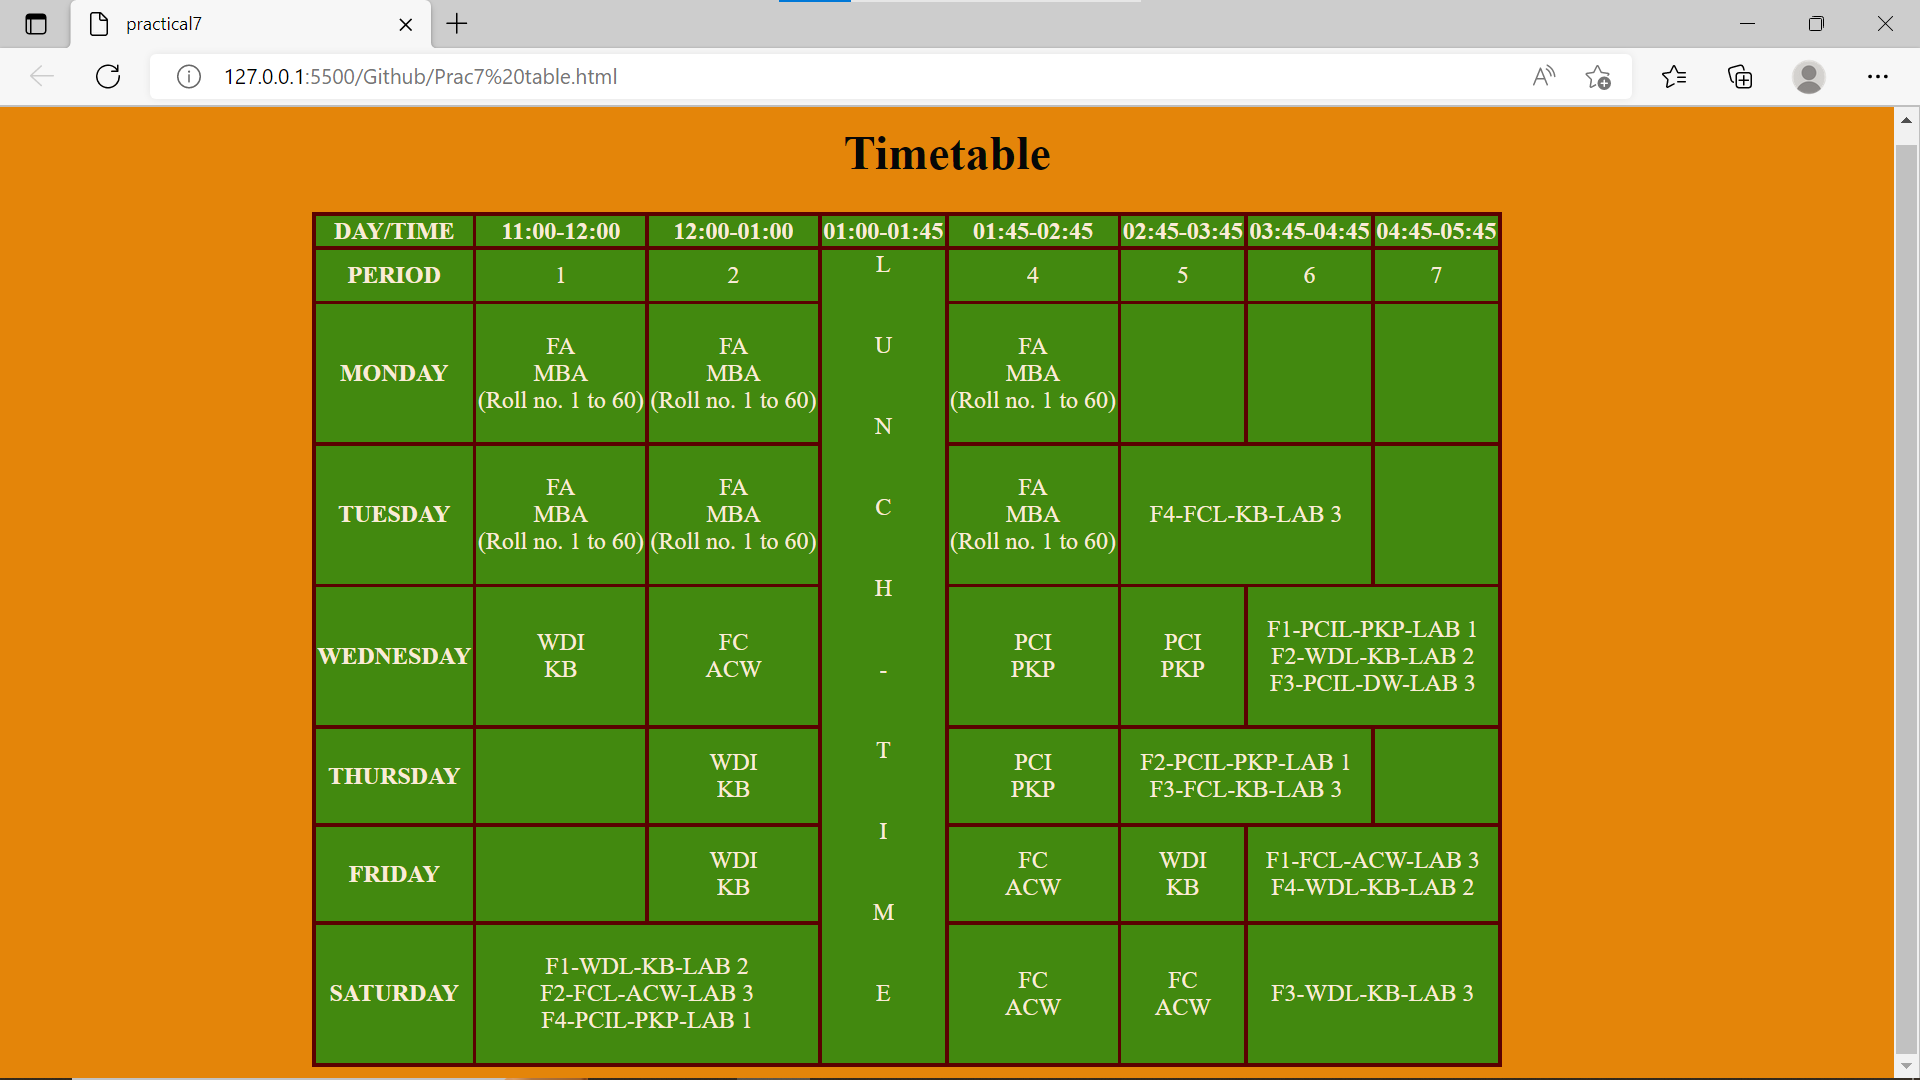 practical7
127.0.0.1:5500/Github/Prac7%20table.html
Timetable
DAY/TIME 11:00-12:00 12:00-01:00 01:00-01:45 01:45-02:45 02:45-03:45 03:45-04:45 04:45-05:45
PERIOD 1 2 4 5 6 7
L
U
N
C
H
-
T
I
M
E
MONDAY
FA
MBA
(Roll no. 1 to 60)
FA
MBA
(Roll no. 1 to 60)
FA
MBA
(Roll no. 1 to 60)
TUESDAY
FA
MBA
(Roll no. 1 to 60)
FA
MBA
(Roll no. 1 to 60)
FA
MBA
(Roll no. 1 to 60)
F4-FCL-KB-LAB 3
WEDNESDAY
WDI
KB
FC
ACW
PCI
PKP
PCI
PKP
F1-PCIL-PKP-LAB 1
F2-WDL-KB-LAB 2
F3-PCIL-DW-LAB 3
THURSDAY
WDI
KB
PCI
PKP
F2-PCIL-PKP-LAB 1
F3-FCL-KB-LAB 3
FRIDAY
WDI
KB
FC
ACW
WDI
KB
F1-FCL-ACW-LAB 3
F4-WDL-KB-LAB 2
SATURDAY
F1-WDL-KB-LAB 2
F2-FCL-ACW-LAB 3
F4-PCIL-PKP-LAB 1
FC
ACW
FC
ACW
F3-WDL-KB-LAB 3